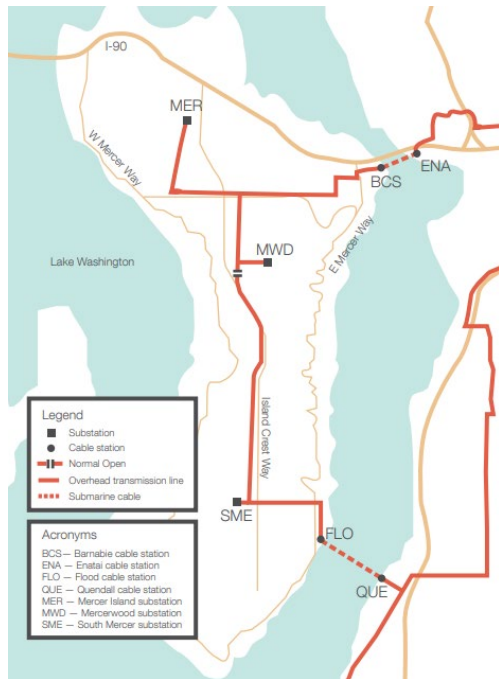 I-90
MER
W Mercer Way
ENA
BCS
MWD
E Mercer Way
Lake Washington
Island Crest Way
Legend
Substation
Cable station
Normal Open
Overhead transmission line
Submarine cable
SME
FLO
QUE
Acronyms
BCS— Barnabie cable station
ENA — Enatai cable station
FLO — Flood cable station
QUE — Quendall cable station
MER — Mercer Island substation
MWD — Mercerwood substation
SME — South Mercer substation